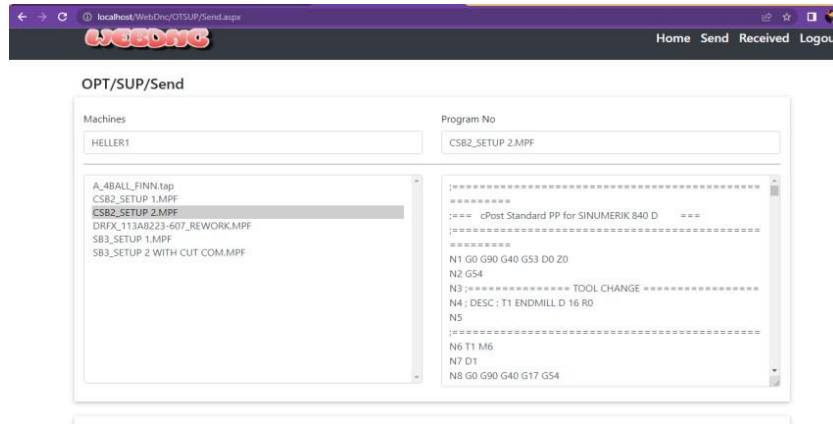 localhost/WebDnc/OTSUP/Send.aspx
WEBDNC
Home Send Received Logou
OPT/SUP/Send
Machines
HELLER1
Program No
CSB2_SETUP 2.MPF
A_4BALL_FINN.tap
CSB2_SETUP 1.MPF
CSB2_SETUP 2.MPF
DRFX_113A8223-607_REWORK.MPF
SB3_SETUP 1.MPF
SB3_SETUP 2 WITH CUT COM.MPF
;==============================================
=========
;=== cPost Standard PP for SINUMERIK 840 D ===
;==============================================
=========
N1 G0 G90 G40 G53 D0 Z0
N2 G54
N3 ;=============== TOOL CHANGE =================
N4 ; DESC : T1 ENDMILL D 16 R0
N5
;==============================================
N6 T1 M6
N7 D1
N8 G0 G90 G40 G17 G54